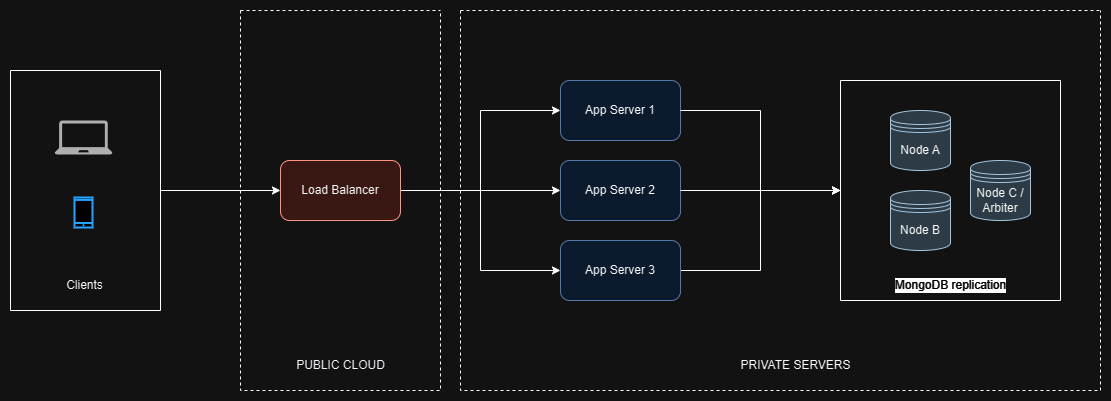 Clients
Load Balancer
PUBLIC CLOUD
App Server 1
App Server 2
App Server 3
Node A
Node B
Node C /
Arbiter
MongoDB replication
PRIVATE SERVERS